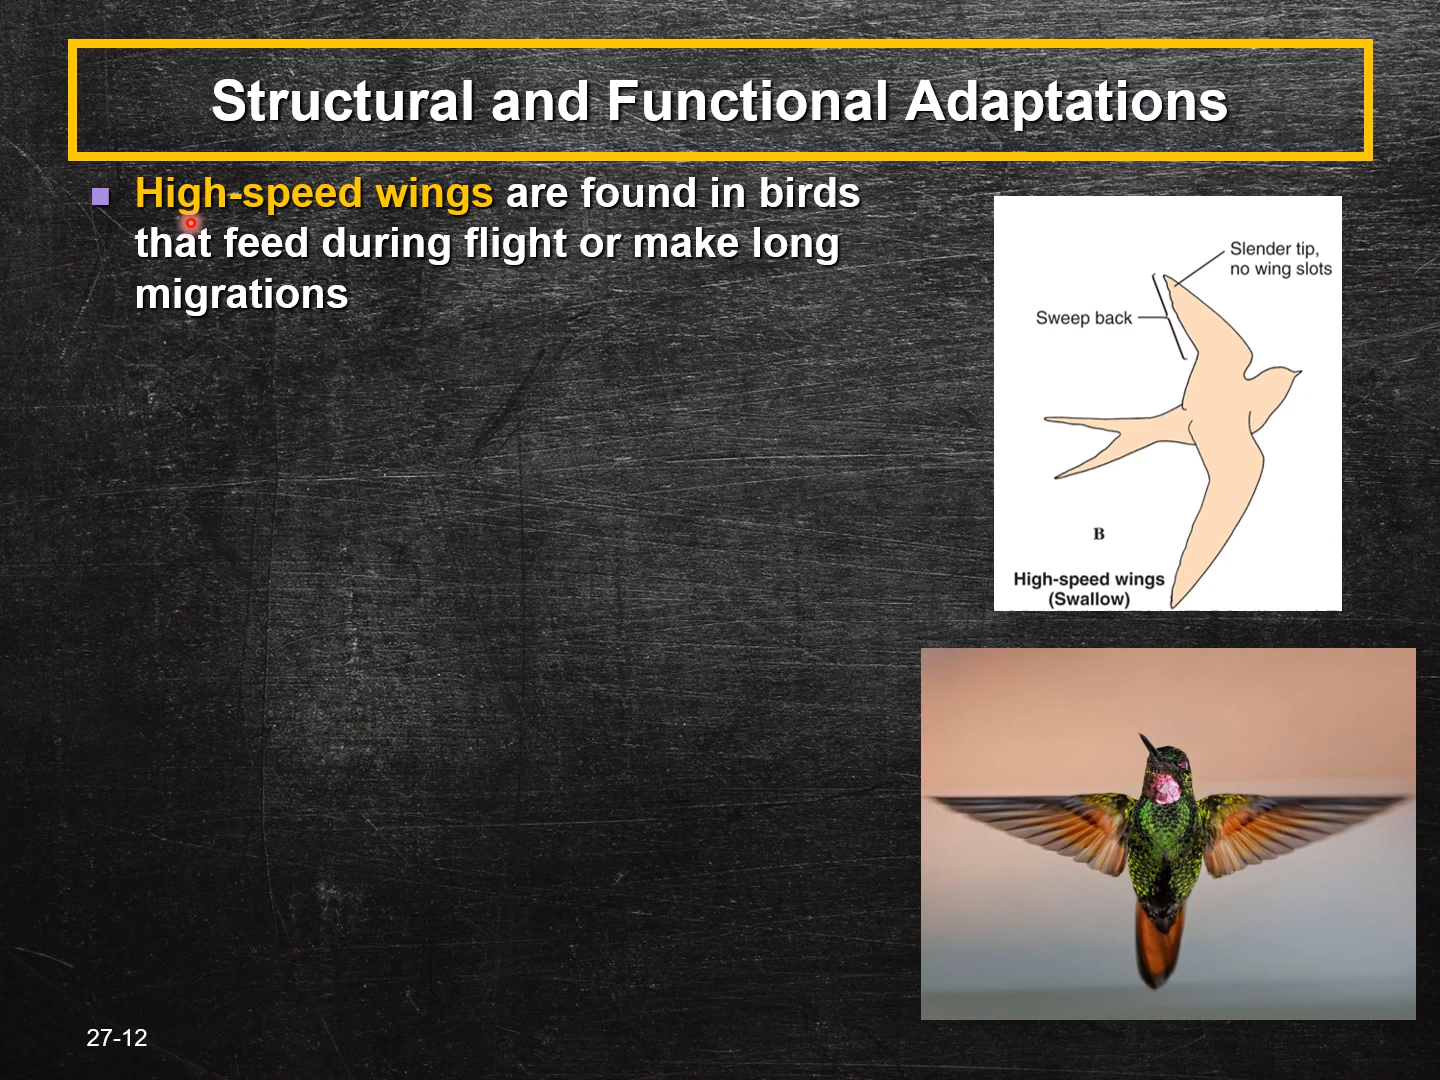 Structural and Functional Adaptations
High-speed wings are found in birds
that feed during flight or make long
migrations
Slender tip,
no wing slots
Sweep back
B
High-speed wings
(Swallow)
27-12